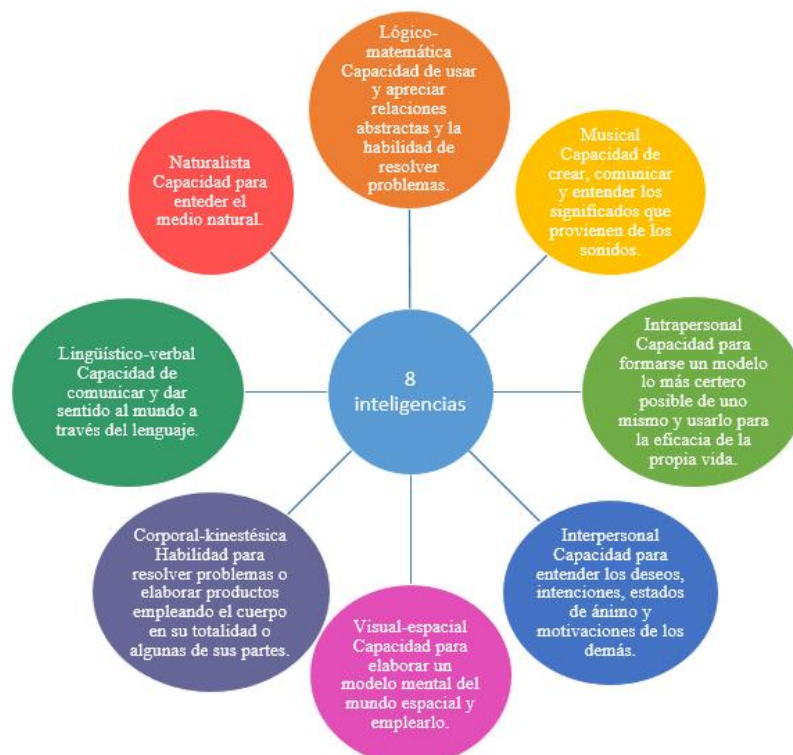 Lógico-
matemática
Capacidad de usar
y apreciar
relaciones
abstractas y la
habilidad de
resolver
problemas.
Musical
Capacidad de
crear, comunicar
y entender los
significados que
provienen de los
sonidos.
Intrapersonal
Capacidad para
formarse un modelo
lo más certero
posible de uno
mismo y usarlo para
la eficacia de la
propia vida.
Interpersonal
Capacidad para
entender los deseos,
intenciones, estados
de ánimo y
motivaciones de los
demás.
Visual-espacial
Capacidad para
elaborar un
modelo mental del
mundo espacial y
emplearlo.
Corporal-kinestésica
Habilidad para
resolver problemas o
elaborar productos
empleando el cuerpo
en su totalidad o
algunas de sus partes.
Lingüístico-verbal
Capacidad de
comunicar y dar
sentido al mundo a
través del lenguaje.
Naturalista
Capacidad para
enteder el
medio natural.
8
inteligencias